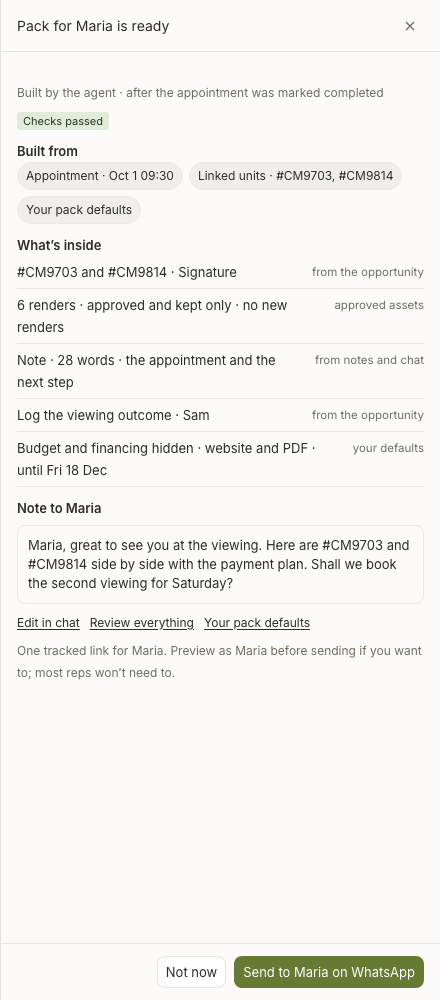 Pack for Maria is ready
Built by the agent · after the appointment was marked completed
Checks passed
Built from
Appointment · Oct 1 09:30
Linked units · #CM9703, #CM9814
Your pack defaults
What’s inside
#CM9703 and #CM9814 · Signature
from the opportunity
6 renders · approved and kept only · no new
renders
approved assets
Note · 28 words · the appointment and the
next step
from notes and chat
Log the viewing outcome · Sam
from the opportunity
Budget and financing hidden · website and PDF ·
until Fri 18 Dec
your defaults
Note to Maria
Maria, great to see you at the viewing. Here are #CM9703 and
#CM9814 side by side with the payment plan. Shall we book
the second viewing for Saturday?
Edit in chat
Review everything
Your pack defaults
One tracked link for Maria. Preview as Maria before sending if you want
to; most reps won’t need to.
Not now
Send to Maria on WhatsApp